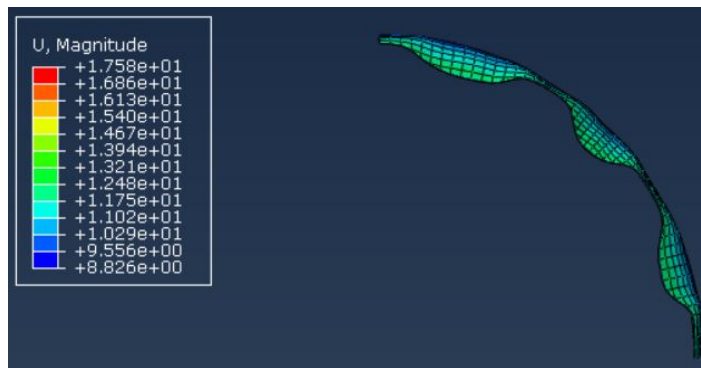 U, Magnitude
+1.758e+01
+1.686e+01
+1.613e+01
+1.540e+01
+1.467e+01
+1.394e+01
+1.321e+01
+1.248e+01
+1.175e+01
+1.102e+01
+1.029e+01
+9.556e+00
+8.826e+00